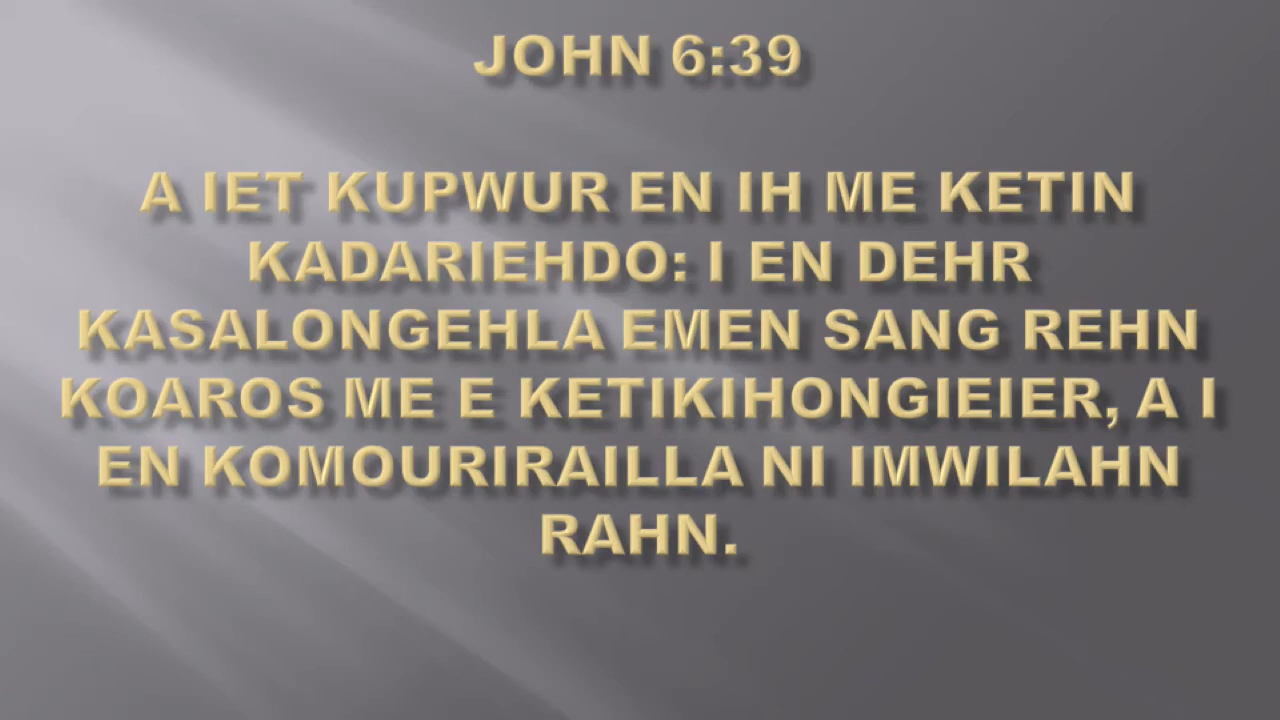 JOHN 6:39
A IET KUPWUR EN IH ME KETIN
KADARIEHDO: I EN DEHR
KASALONGEHLA EMEN SANG REHN
KOAROS ME E KETIKIHONGIEIER, A I
EN KOMOURIRAILLA NI IMWILAHN
RAHN.